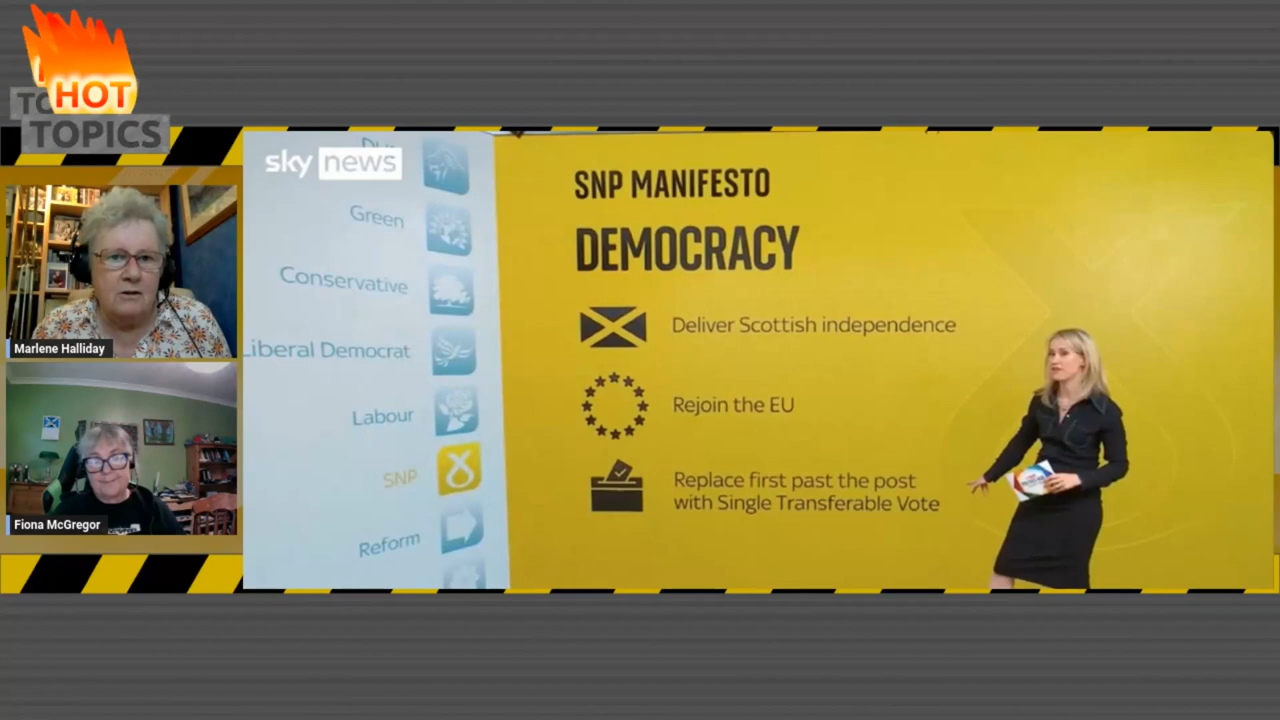 HOT
TOPICS
Marlene Halliday
Fiona McGregor
sky news
Green
Conservative
Liberal Democrat
Labour
SNP
Reform
SNP MANIFESTO
DEMOCRACY
Deliver Scottish independence
Rejoin the EU
Replace first past the post
with Single Transferable Vote